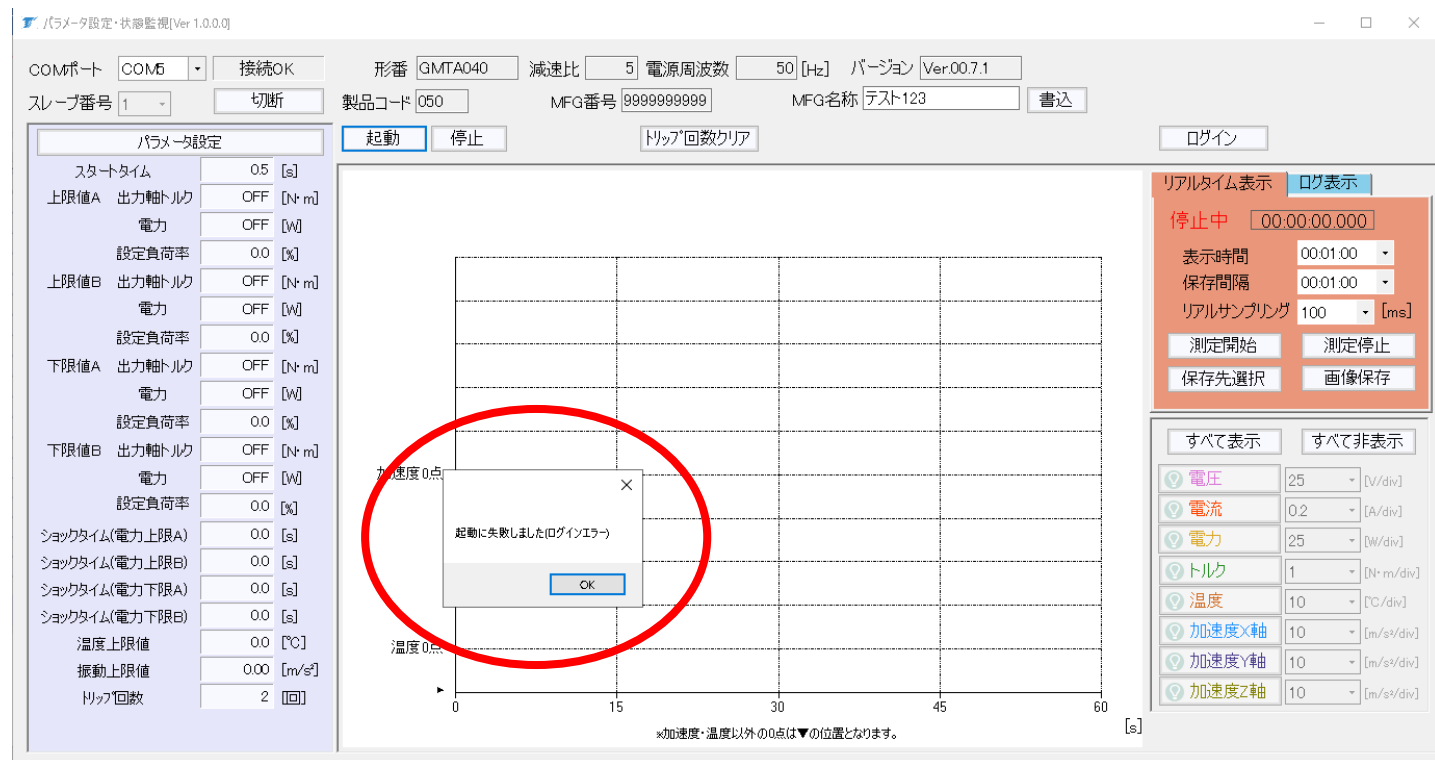 パラメータ設定・状態監視[Ver 1.0.0.0]
COMポート COM5 接続OK 形番 GMTA040 減速比 5 電源周波数 50 [Hz] バージョン Ver.00.7.1
スレーブ番号 1 切断 製品コード 050 MFG番号 9999999999 MFG名称 テスト123 書込
パラメータ設定 起動 停止 トリップ回数クリア ログイン
スタートタイム 0.5 [s]
上限値A 出力軸トルク OFF [N・m]
電力 OFF [W]
設定負荷率 0.0 [%]
上限値B 出力軸トルク OFF [N・m]
電力 OFF [W]
設定負荷率 0.0 [%]
下限値A 出力軸トルク OFF [N・m]
電力 OFF [W]
設定負荷率 0.0 [%]
下限値B 出力軸トルク OFF [N・m]
電力 OFF [W]
設定負荷率 0.0 [%]
ショックタイム(電力上限A) 0.0 [s]
ショックタイム(電力上限B) 0.0 [s]
ショックタイム(電力下限A) 0.0 [s]
ショックタイム(電力下限B) 0.0 [s]
温度上限値 0.0 [℃]
振動上限値 0.00 [m/s²]
トリップ回数 2 [回]
加速度0点
起動に失敗しました(ログインエラー)
OK
温度0点
0 15 30 45 60 [s]
※加速度・温度以外の0点は▼の位置となります。
リアルタイム表示 ログ表示
停止中 00:00:00.000
表示時間 00:01:00
保存間隔 00:01:00
リアルサンプリング 100 [ms]
測定開始 測定停止
保存先選択 画像保存
すべて表示 すべて非表示
電圧 25 [V/div]
電流 0.2 [A/div]
電力 25 [W/div]
トルク 1 [N・m/div]
温度 10 [℃/div]
加速度X軸 10 [m/s²/div]
加速度Y軸 10 [m/s²/div]
加速度Z軸 10 [m/s²/div]